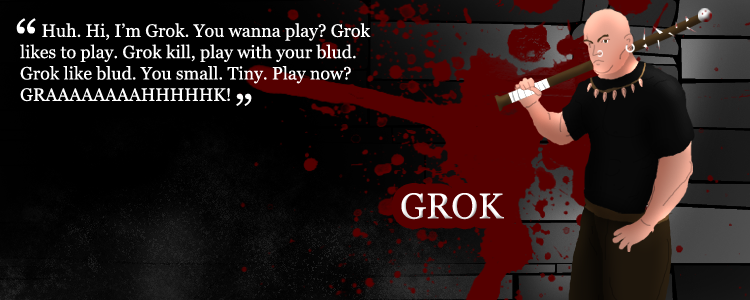 “ Huh. Hi, I’m Grok. You wanna play? Grok
likes to play. Grok kill, play with your blud.
Grok like blud. You small. Tiny. Play now?
GRAAAAAAAAHHHHHK! ”
GROK